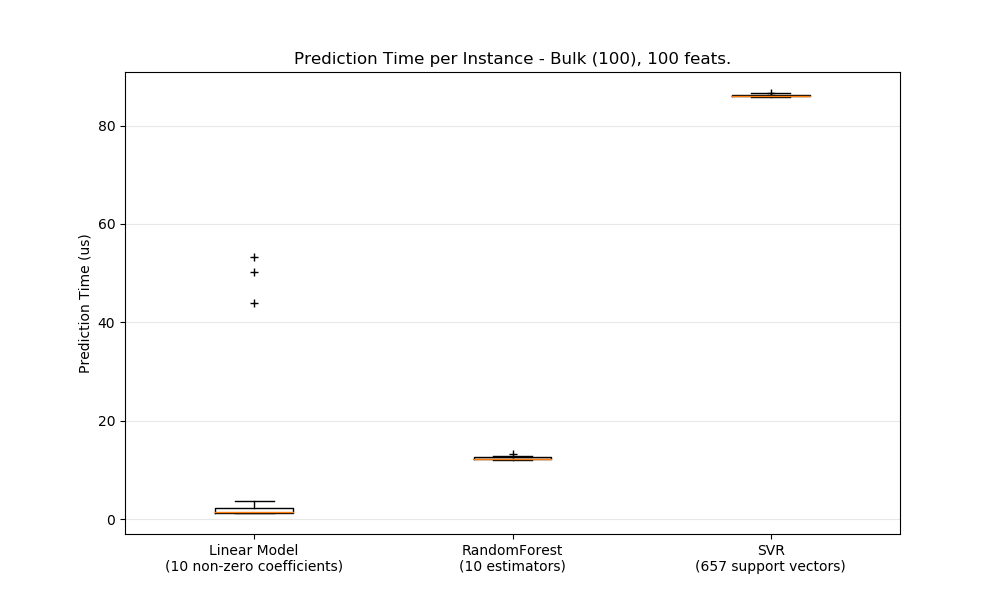 Prediction Time per Instance - Bulk (100), 100 feats.
Prediction Time (us)
80
60
40
20
0
Linear Model
(10 non-zero coefficients)
RandomForest
(10 estimators)
SVR
(657 support vectors)